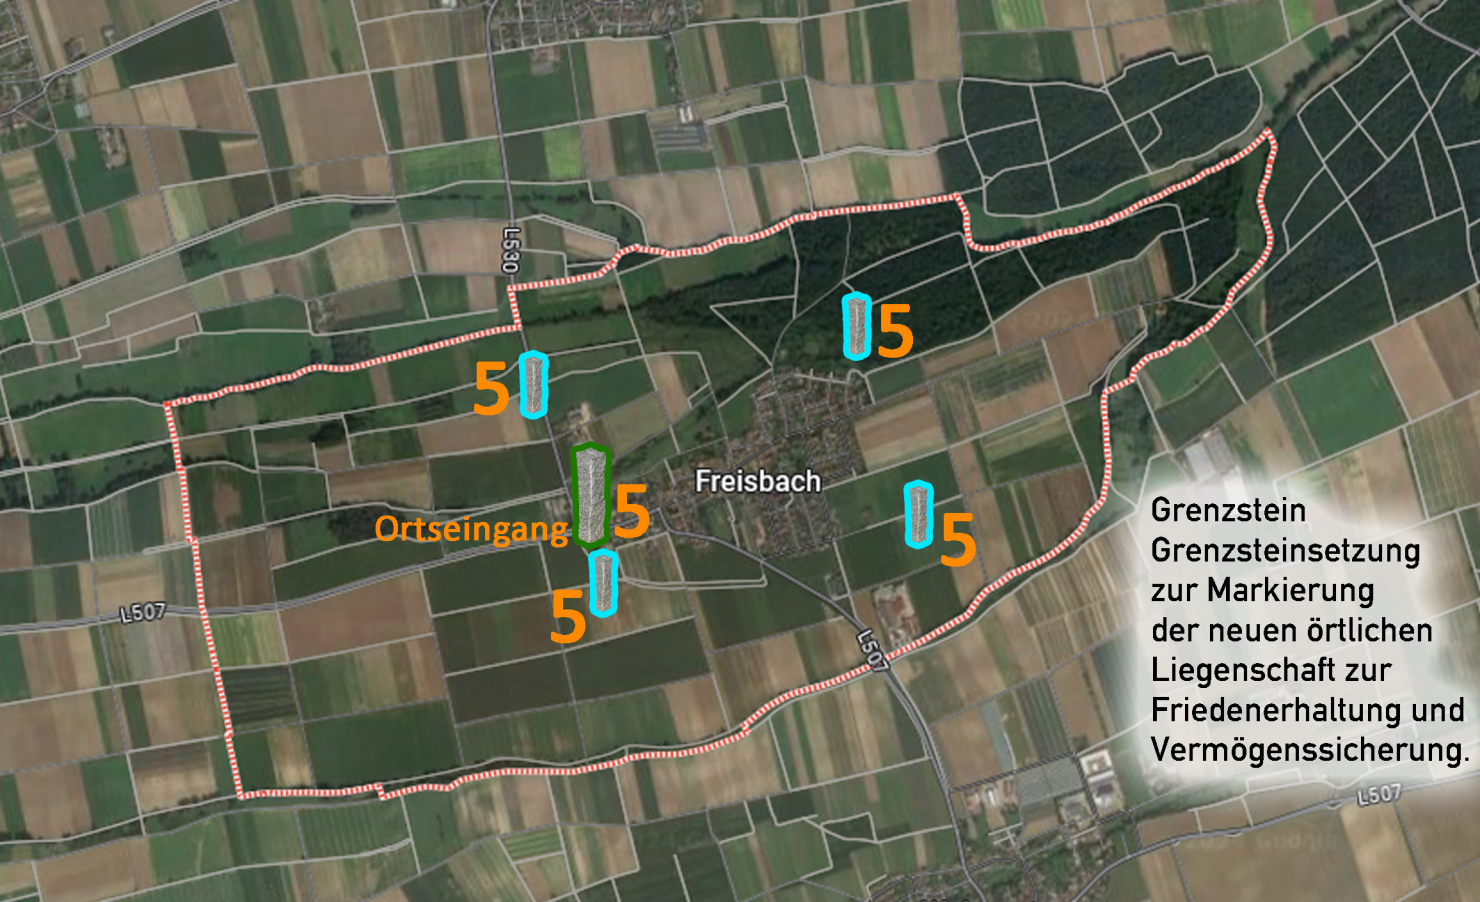 L530
5
5
Freisbach
5
Ortseingang
5
5
L507
L507
Grenzstein
Grenzsteinsetzung
zur Markierung
der neuen örtlichen
Liegenschaft zur
Friedenerhaltung und
Vermögenssicherung.
L507